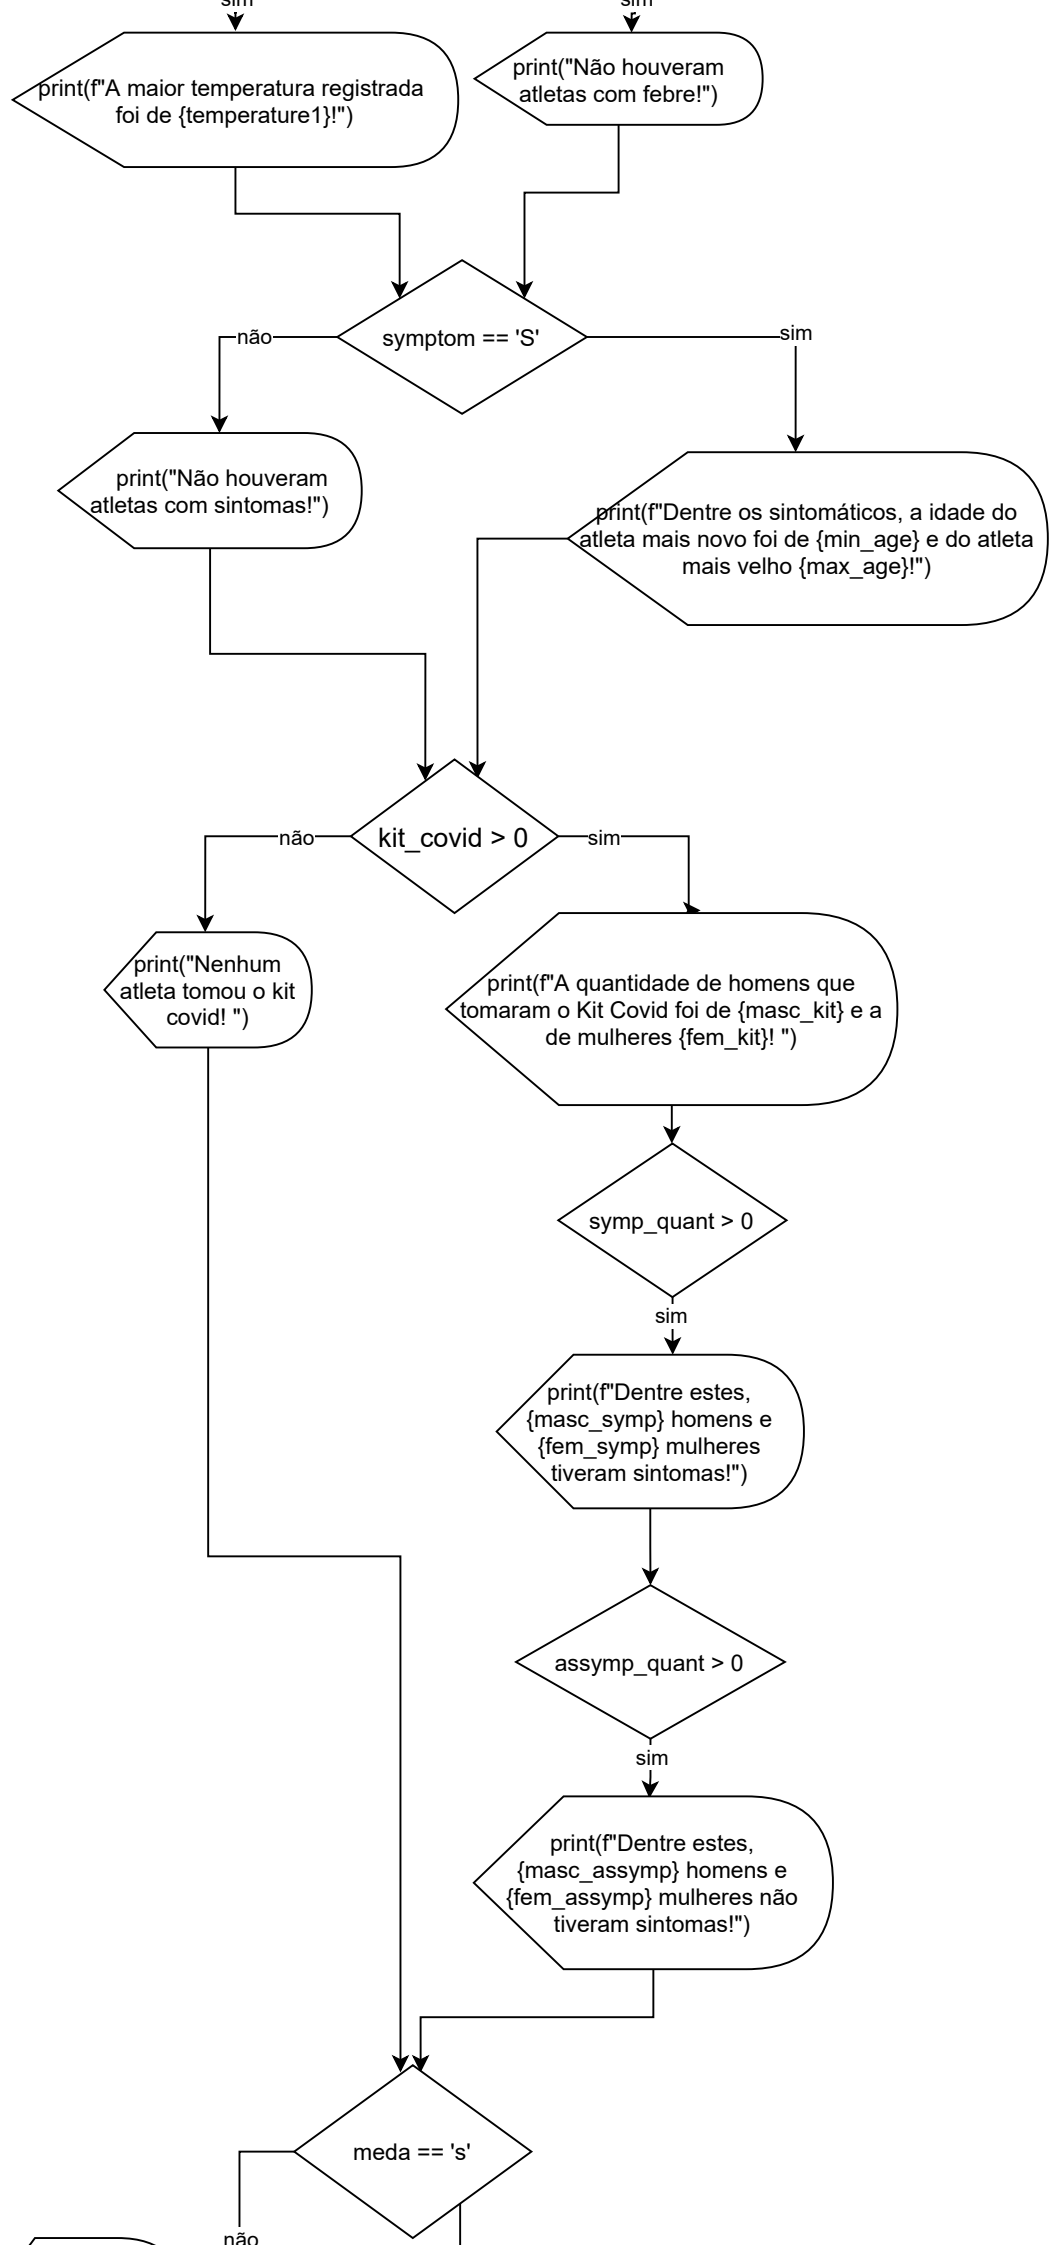 sim
sim
print(f"A maior temperatura registrada
foi de {temperature1}!")
print("Não houveram
atletas com febre!")
symptom == 'S'
não
sim
print("Não houveram
atletas com sintomas!")
print(f"Dentre os sintomáticos, a idade do
atleta mais novo foi de {min_age} e do atleta
mais velho {max_age}!")
kit_covid > 0
não
sim
print("Nenhum
atleta tomou o kit
covid! ")
print(f"A quantidade de homens que
tomaram o Kit Covid foi de {masc_kit} e a
de mulheres {fem_kit}! ")
symp_quant > 0
sim
print(f"Dentre estes,
{masc_symp} homens e
{fem_symp} mulheres
tiveram sintomas!")
assymp_quant > 0
sim
print(f"Dentre estes,
{masc_assymp} homens e
{fem_assymp} mulheres não
tiveram sintomas!")
meda == 's'
não